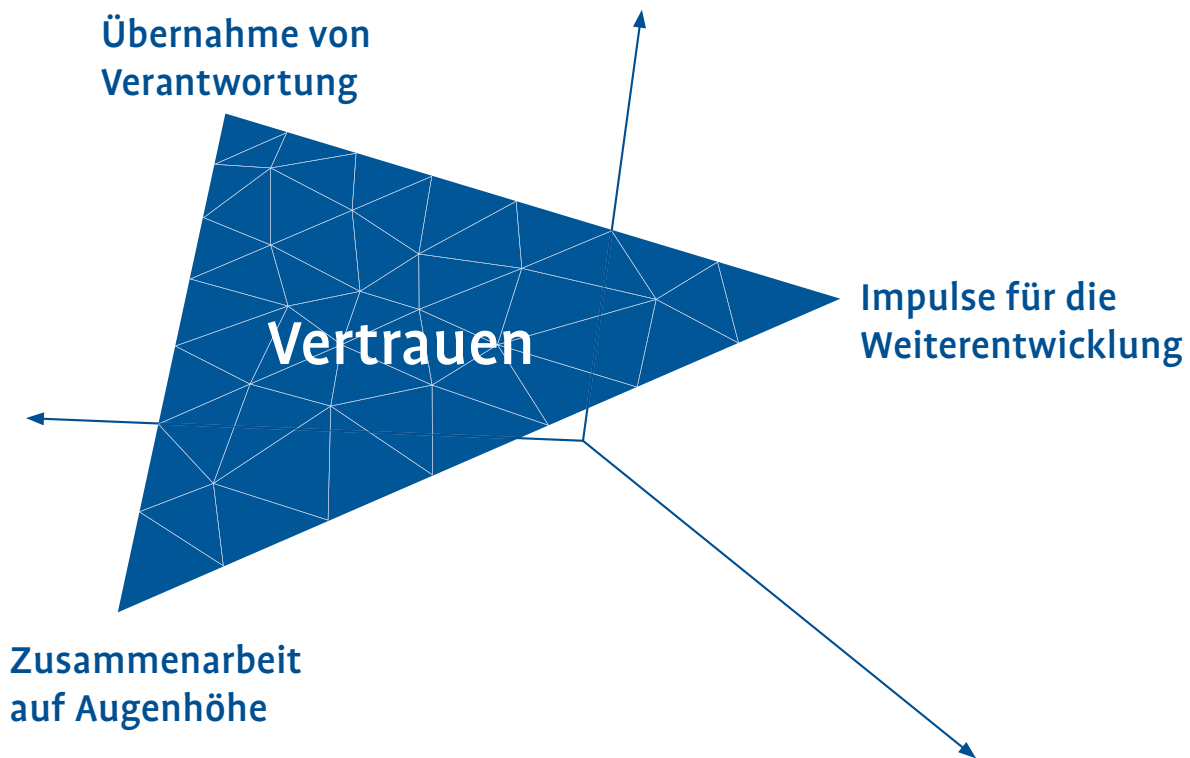 Übernahme von
Verantwortung
Impulse für die
Weiterentwicklung
Vertrauen
Zusammenarbeit
auf Augenhöhe